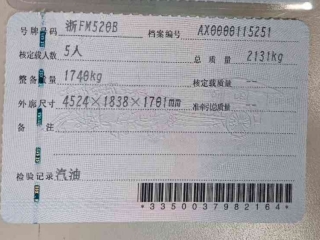 号牌号码 浙FM520B 档案编号 AX0000115251
核定载人数 5人 总质量 2131kg
整备质量 1740kg 核定载质量 --
外廓尺寸 4524×1838×1701mm 准牵引总质量 --
备注
检验记录 汽油
*3350037982164*